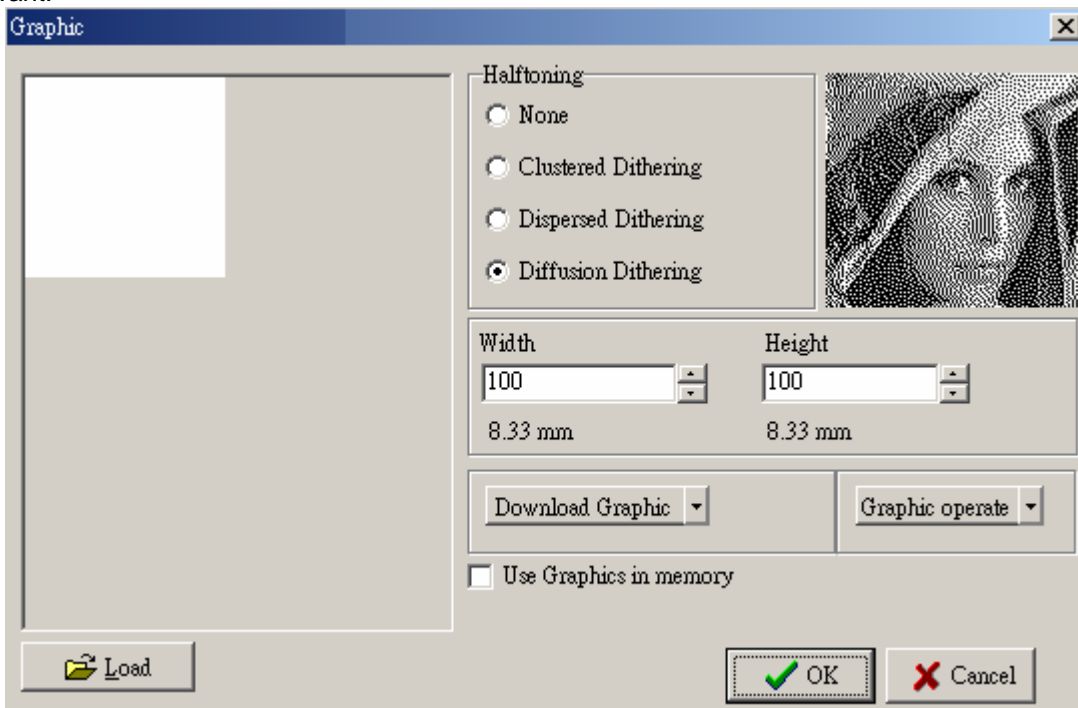 Graphic
Halftoning
None
Clustered Dithering
Dispersed Dithering
Diffusion Dithering
Width Height
100 100
8.33 mm 8.33 mm
Download Graphic Graphic operate
Use Graphics in memory
Load OK Cancel